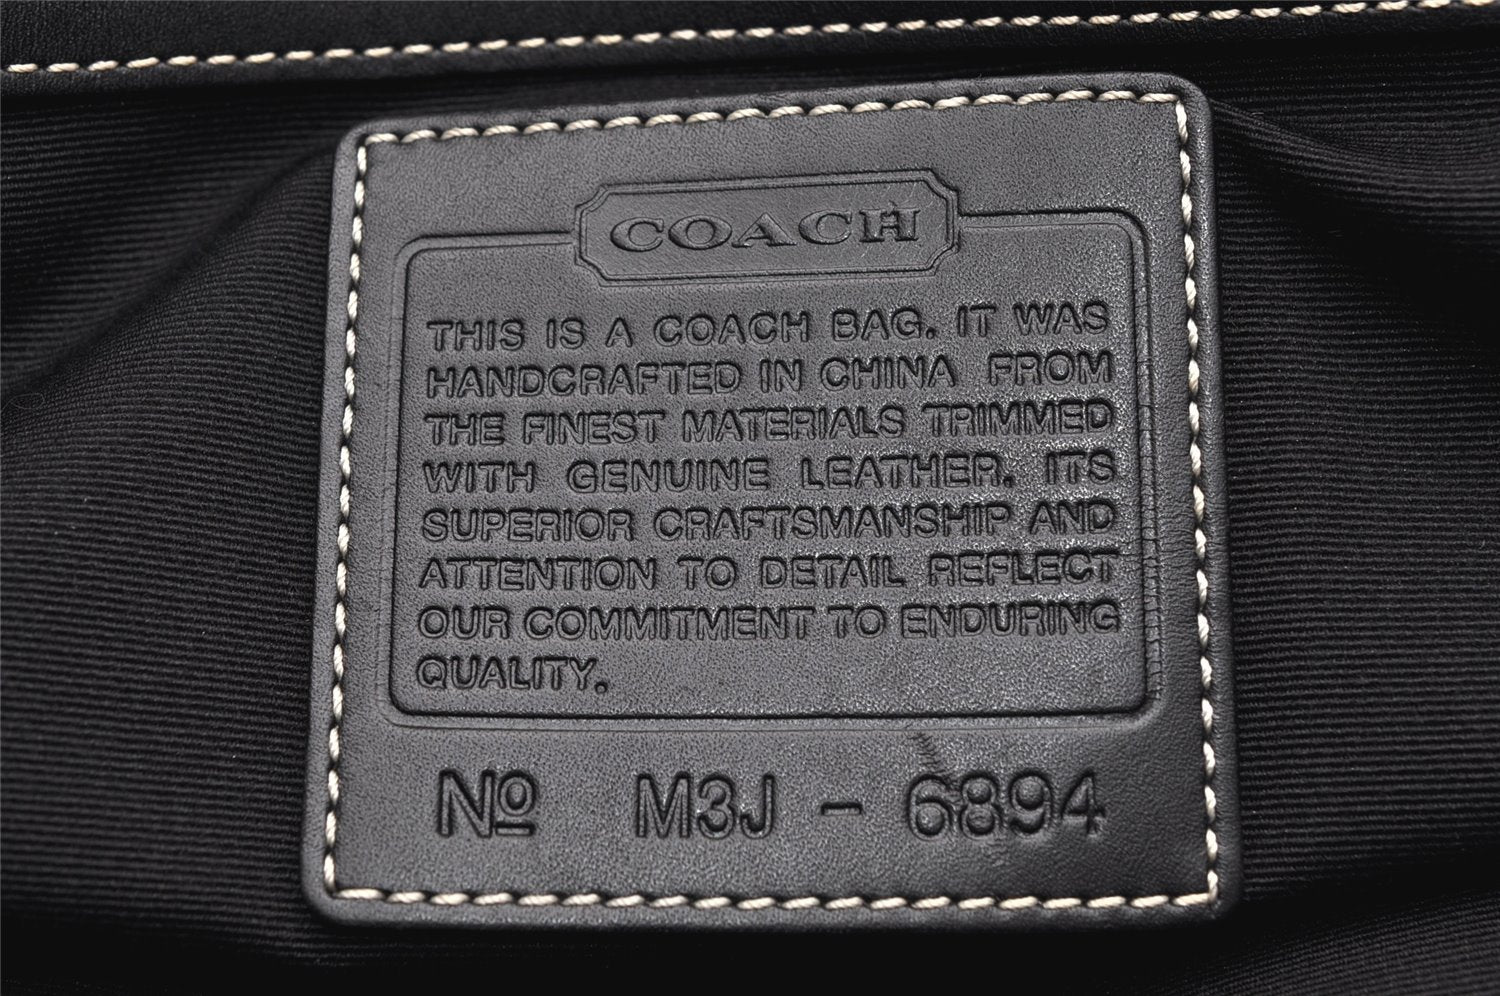 COACH
THIS IS A COACH BAG. IT WAS
HANDCRAFTED IN CHINA FROM
THE FINEST MATERIALS TRIMMED
WITH GENUINE LEATHER. ITS
SUPERIOR CRAFTSMANSHIP AND
ATTENTION TO DETAIL REFLECT
OUR COMMITMENT TO ENDURING
QUALITY.
Nº M3J - 6894